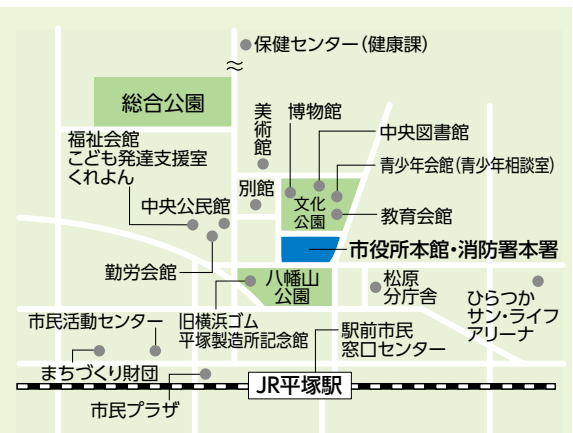 保健センター(健康課)
総合公園
美術館
博物館
中央図書館
福祉会館
こども発達支援室
くれよん
青少年会館(青少年相談室)
別館
文化
公園
中央公民館
教育会館
市役所本館・消防署本署
勤労会館
八幡山
公園
松原
分庁舎
ひらつか
サン・ライフ
アリーナ
市民活動センター
旧横浜ゴム
平塚製造所記念館
駅前市民
窓口センター
まちづくり財団
JR平塚駅
市民プラザ